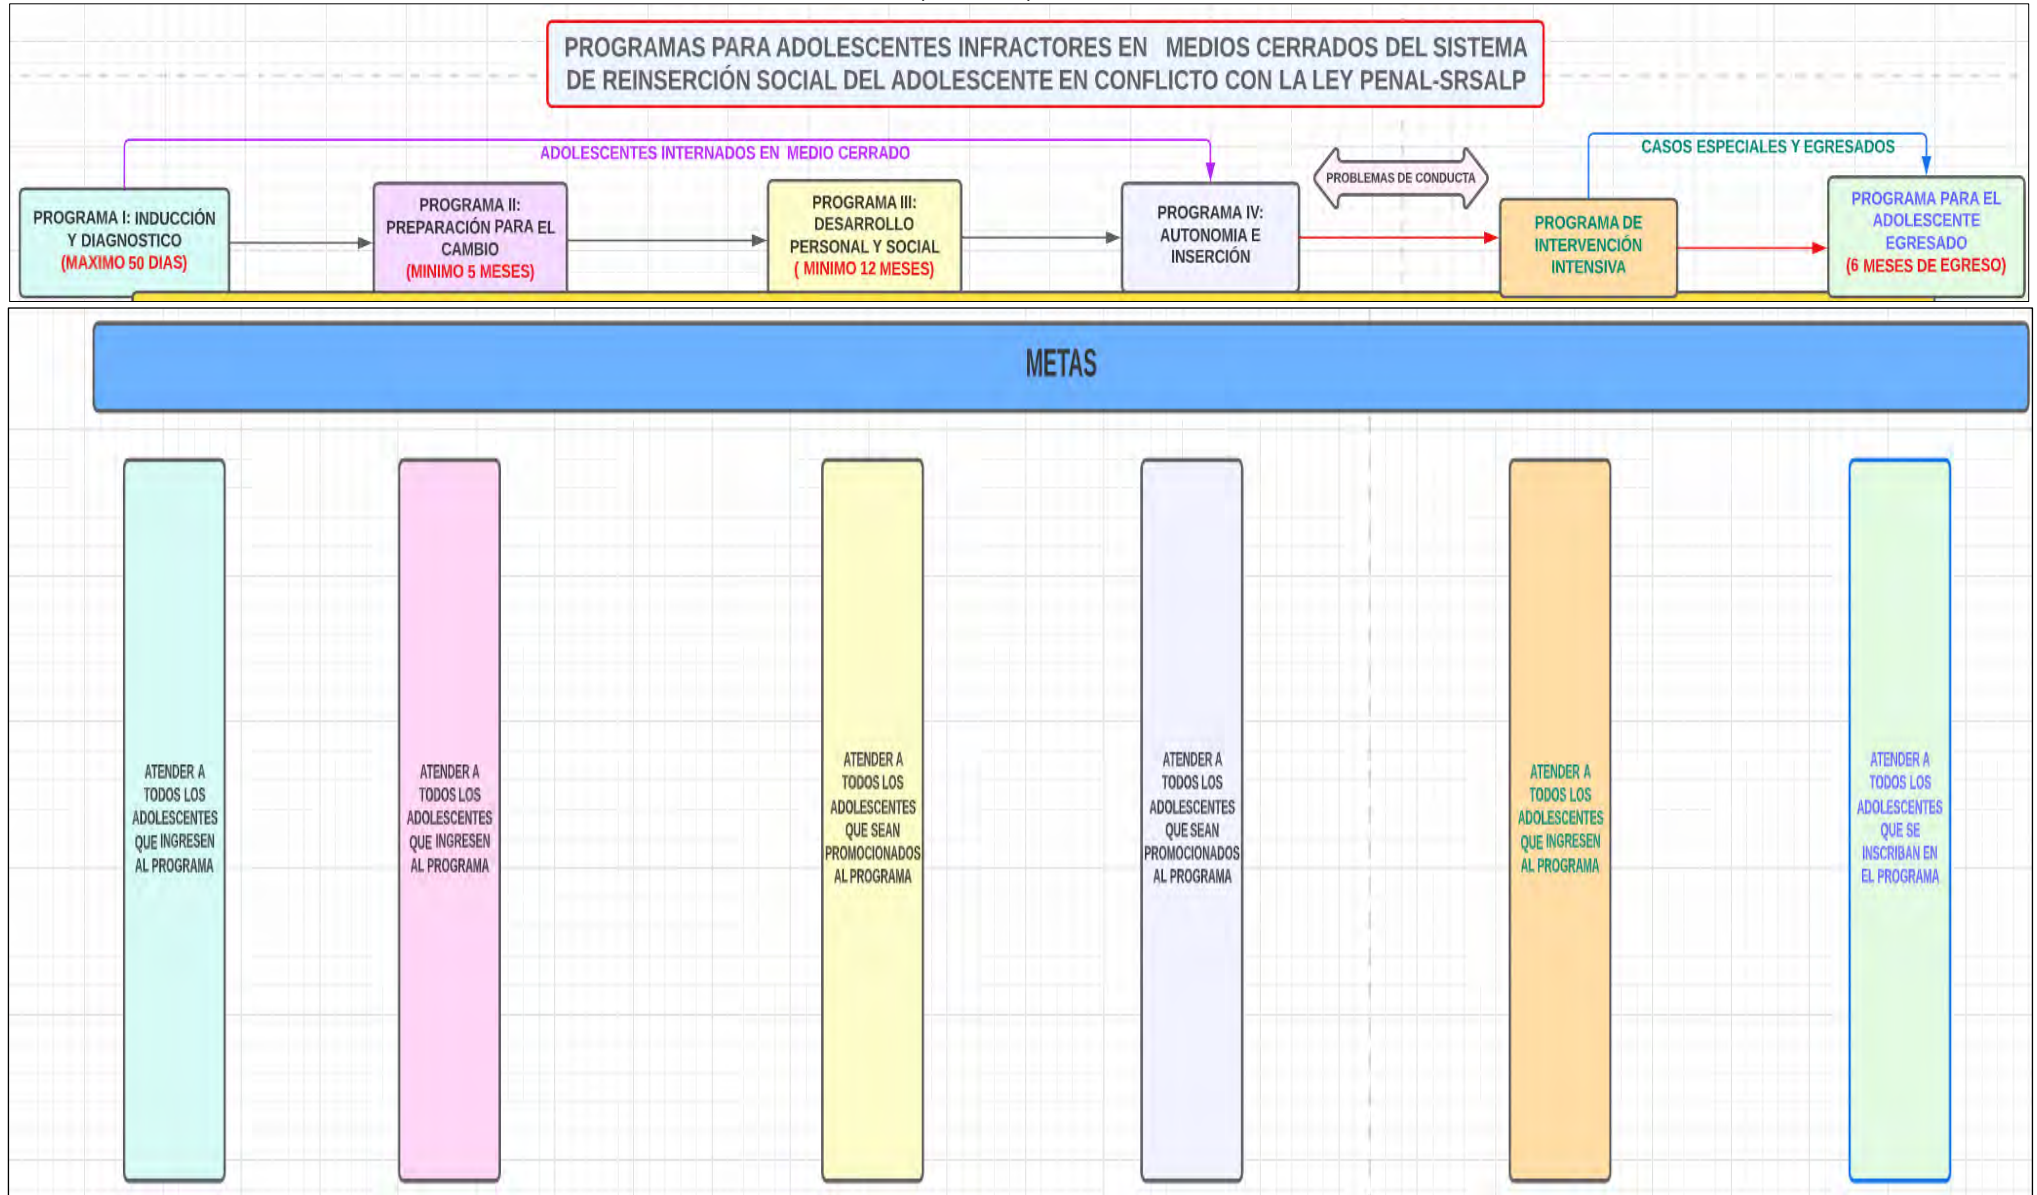 PROGRAMAS PARA ADOLESCENTES INFRACTORES EN MEDIOS CERRADOS DEL SISTEMA
DE REINSERCIÓN SOCIAL DEL ADOLESCENTE EN CONFLICTO CON LA LEY PENAL-SRSALP
ADOLESCENTES INTERNADOS EN MEDIO CERRADO
CASOS ESPECIALES Y EGRESADOS
PROGRAMA I: INDUCCIÓN
Y DIAGNOSTICO
(MAXIMO 50 DIAS)
PROGRAMA II:
PREPARACIÓN PARA EL
CAMBIO
(MINIMO 5 MESES)
PROGRAMA III:
DESARROLLO
PERSONAL Y SOCIAL
( MINIMO 12 MESES)
PROGRAMA IV:
AUTONOMIA E
INSERCIÓN
PROBLEMAS DE CONDUCTA
PROGRAMA DE
INTERVENCIÓN
INTENSIVA
PROGRAMA PARA EL
ADOLESCENTE
EGRESADO
(6 MESES DE EGRESO)
METAS
ATENDER A
TODOS LOS
ADOLESCENTES
QUE INGRESEN
AL PROGRAMA
ATENDER A
TODOS LOS
ADOLESCENTES
QUE INGRESEN
AL PROGRAMA
ATENDER A
TODOS LOS
ADOLESCENTES
QUE SEAN
PROMOCIONADOS
AL PROGRAMA
ATENDER A
TODOS LOS
ADOLESCENTES
QUE SEAN
PROMOCIONADOS
AL PROGRAMA
ATENDER A
TODOS LOS
ADOLESCENTES
QUE INGRESEN
AL PROGRAMA
ATENDER A
TODOS LOS
ADOLESCENTES
QUE SE
INSCRIBAN EN
EL PROGRAMA